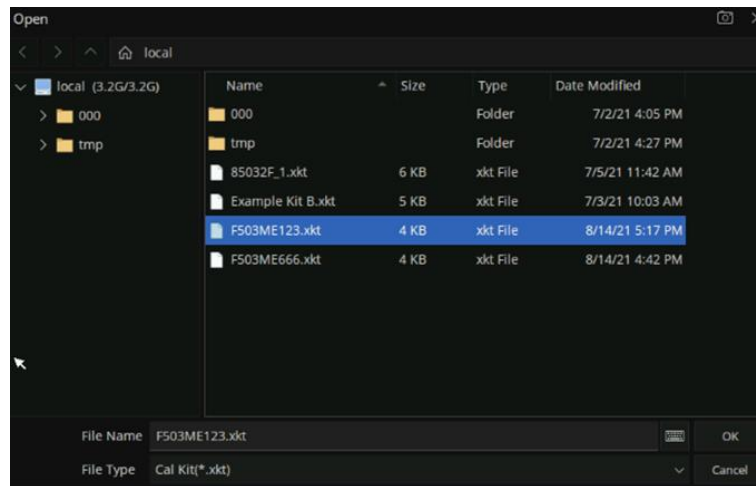 Open
local
local (3.2G/3.2G)
000
tmp
Name Size Type Date Modified
000 Folder 7/2/21 4:05 PM
tmp Folder 7/2/21 4:27 PM
85032F_1.xkt 6 KB xkt File 7/5/21 11:42 AM
Example Kit B.xkt 5 KB xkt File 7/3/21 10:03 AM
F503ME123.xkt 4 KB xkt File 8/14/21 5:17 PM
F503ME666.xkt 4 KB xkt File 8/14/21 4:42 PM
File Name F503ME123.xkt OK
File Type Cal Kit(*.xkt) Cancel